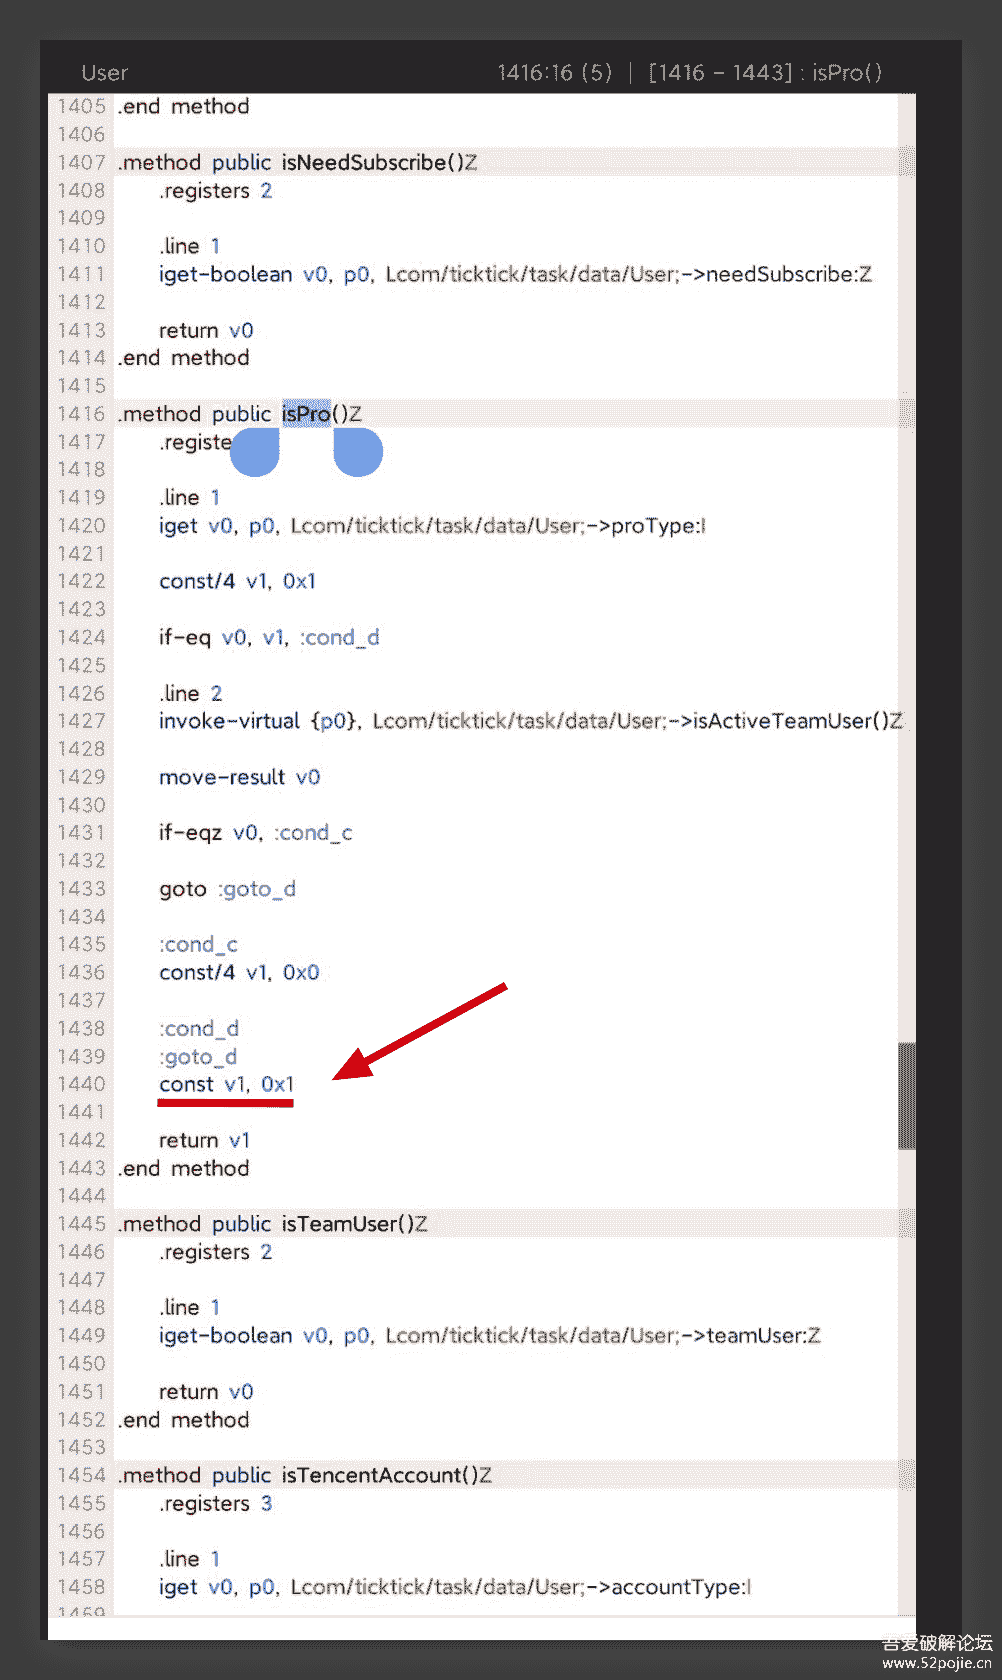 User 1416:16 (5) | [1416 - 1443] : isPro()
1405 .end method
1406
1407 .method public isNeedSubscribe()Z
1408 .registers 2
1409
1410 .line 1
1411 iget-boolean v0, p0, Lcom/ticktick/task/data/User;->needSubscribe:Z
1412
1413 return v0
1414 .end method
1415
1416 .method public isPro()Z
1417 .registe
1418
1419 .line 1
1420 iget v0, p0, Lcom/ticktick/task/data/User;->proType:I
1421
1422 const/4 v1, 0x1
1423
1424 if-eq v0, v1, :cond_d
1425
1426 .line 2
1427 invoke-virtual {p0}, Lcom/ticktick/task/data/User;->isActiveTeamUser()Z
1428
1429 move-result v0
1430
1431 if-eqz v0, :cond_c
1432
1433 goto :goto_d
1434
1435 :cond_c
1436 const/4 v1, 0x0
1437
1438 :cond_d
1439 :goto_d
1440 const v1, 0x1
1441
1442 return v1
1443 .end method
1444
1445 .method public isTeamUser()Z
1446 .registers 2
1447
1448 .line 1
1449 iget-boolean v0, p0, Lcom/ticktick/task/data/User;->teamUser:Z
1450
1451 return v0
1452 .end method
1453
1454 .method public isTencentAccount()Z
1455 .registers 3
1456
1457 .line 1
1458 iget v0, p0, Lcom/ticktick/task/data/User;->accountType:I
1459
吾爱破解论坛
www.52pojie.cn